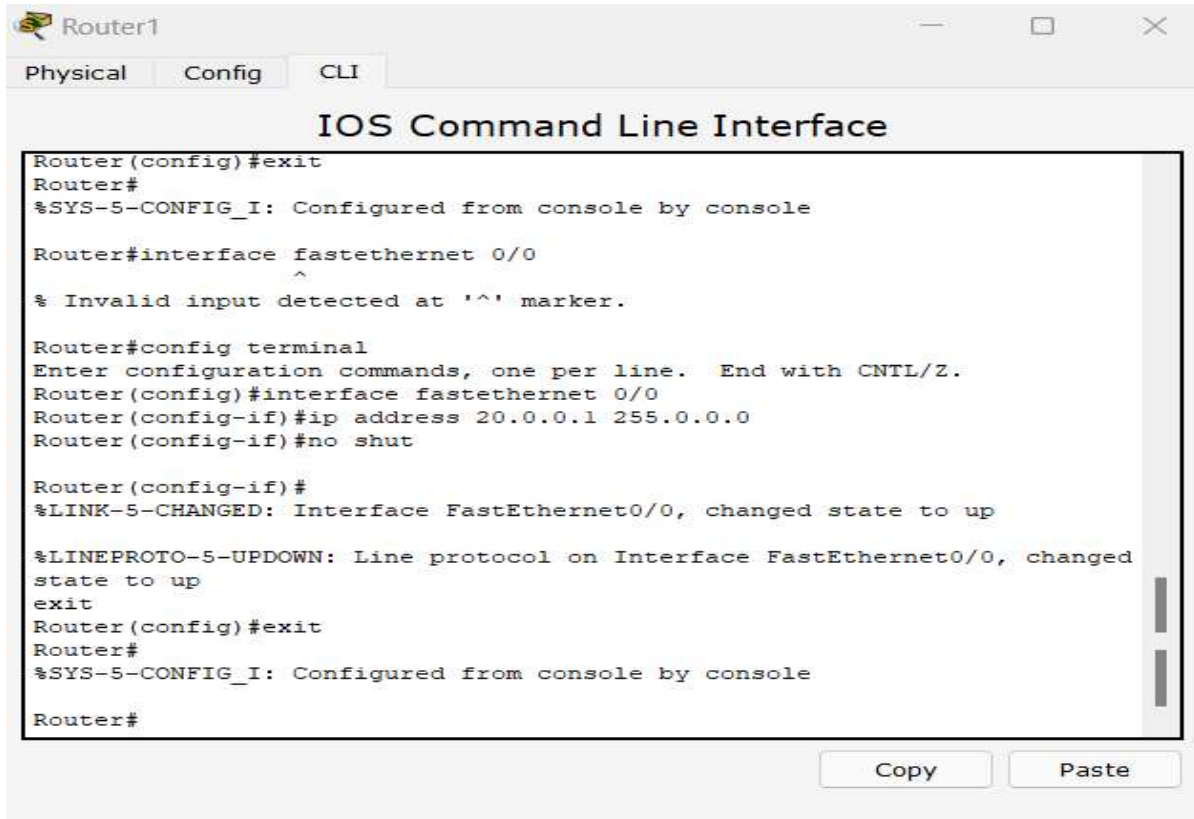 Router1
Physical Config CLI
IOS Command Line Interface
Router(config)#exit
Router#
%SYS-5-CONFIG_I: Configured from console by console
Router#interface fastethernet 0/0
^
% Invalid input detected at '^' marker.
Router#config terminal
Enter configuration commands, one per line.  End with CNTL/Z.
Router(config)#interface fastethernet 0/0
Router(config-if)#ip address 20.0.0.1 255.0.0.0
Router(config-if)#no shut
Router(config-if)#
%LINK-5-CHANGED: Interface FastEthernet0/0, changed state to up
%LINEPROTO-5-UPDOWN: Line protocol on Interface FastEthernet0/0, changed
state to up
exit
Router(config)#exit
Router#
%SYS-5-CONFIG_I: Configured from console by console
Router#
Copy Paste